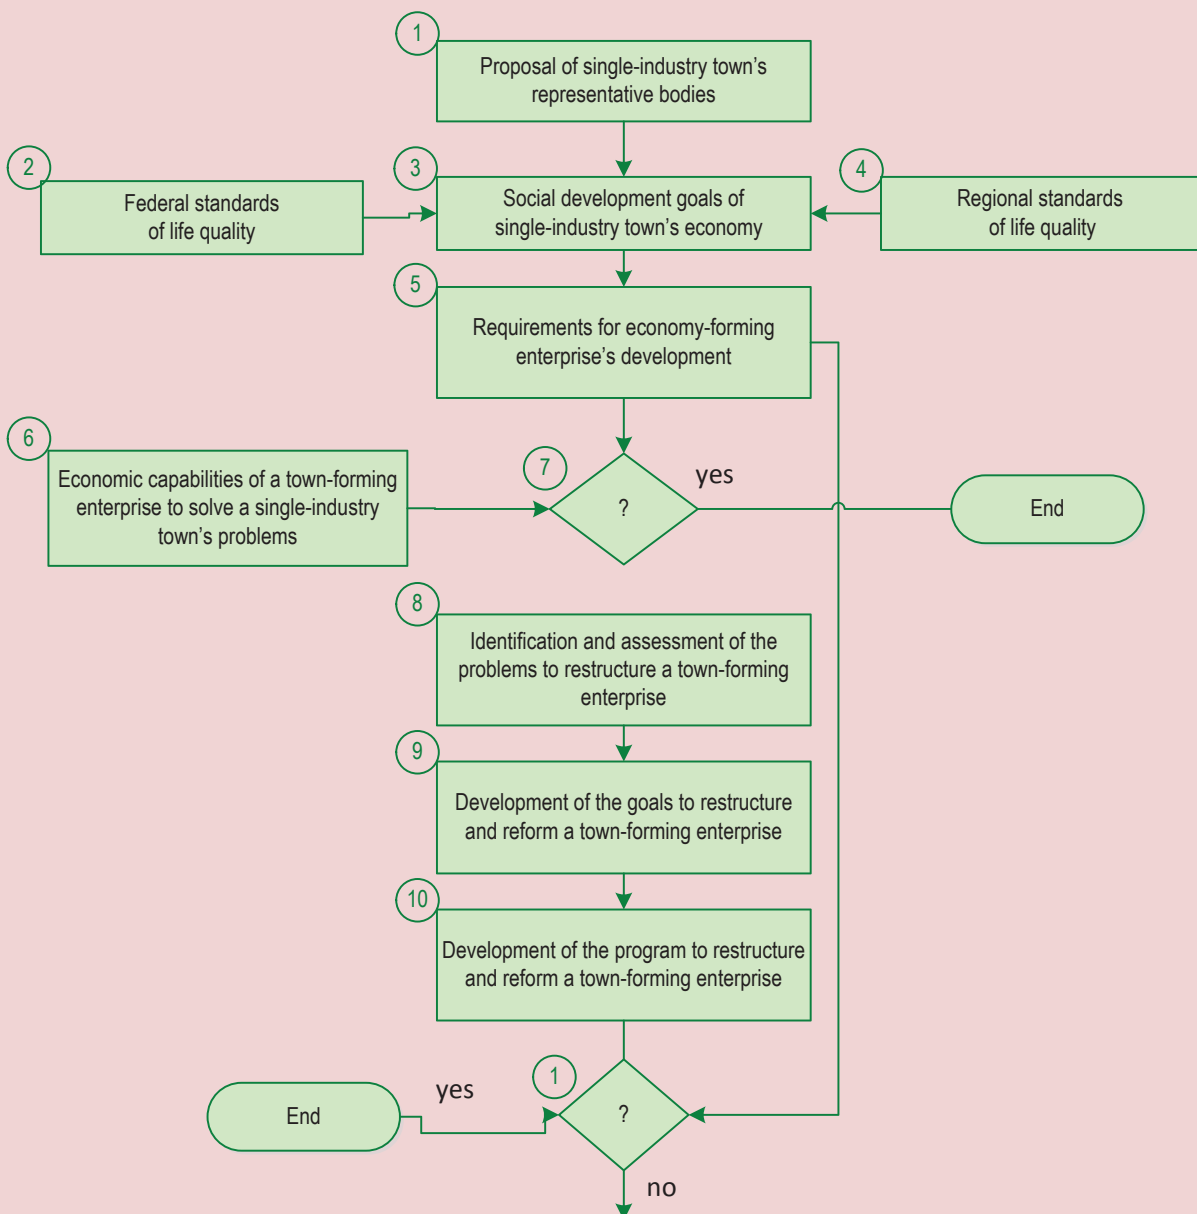 1
Proposal of single-industry town's
representative bodies
2
Federal standards
of life quality
3
Social development goals of
single-industry town's economy
4
Regional standards
of life quality
5
Requirements for economy-forming
enterprise's development
6
Economic capabilities of a town-forming
enterprise to solve a single-industry
town's problems
7
?
yes
End
8
Identification and assessment of the
problems to restructure a town-forming
enterprise
9
Development of the goals to restructure
and reform a town-forming enterprise
10
Development of the program to restructure
and reform a town-forming enterprise
1
?
yes
End
no